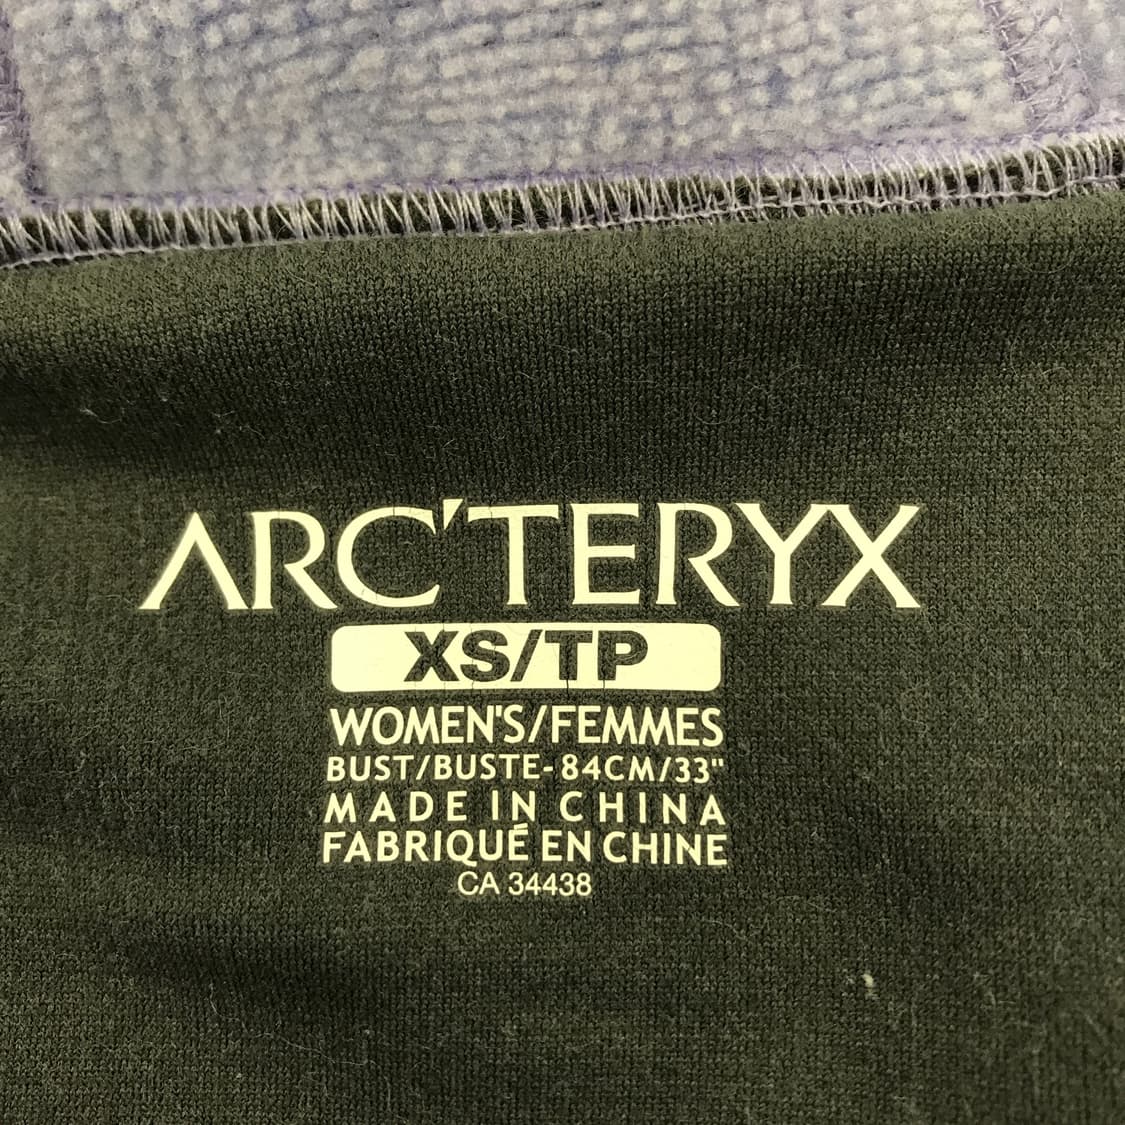 ARC'TERYX
XS/TP
WOMEN'S/FEMMES
BUST/BUSTE-84CM/33"
MADE IN CHINA
FABRIQUÉ EN CHINE
CA 34438